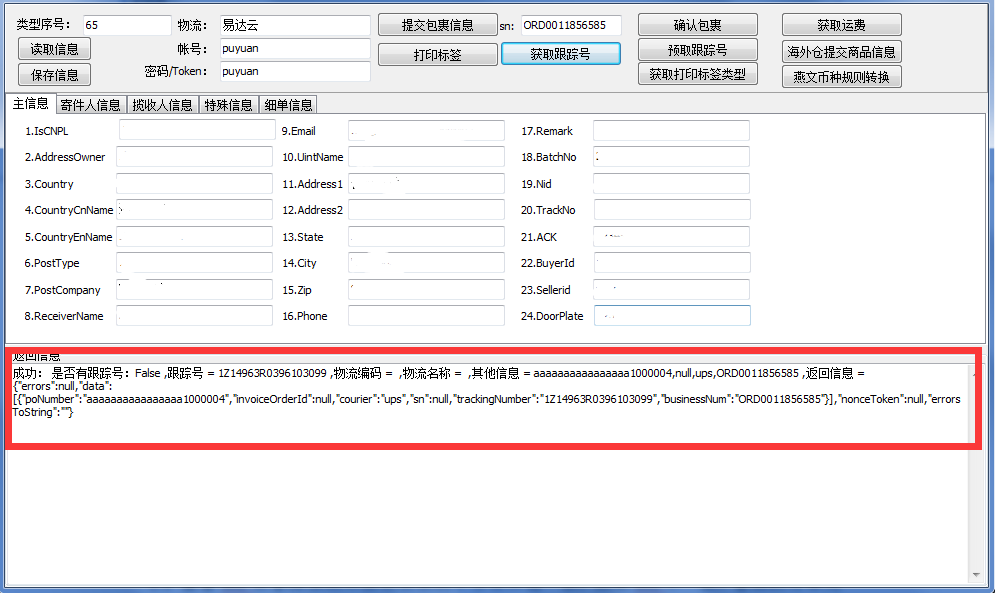 类型序号： 65 物流： 易达云 提交包裹信息 sn: ORD0011856585 确认包裹 获取运费
读取信息 帐号： puyuan 打印标签 获取跟踪号 预取跟踪号 海外仓提交商品信息
保存信息 密码/Token： puyuan 获取打印标签类型 燕文币种规则转换
主信息 寄件人信息 揽收人信息 特殊信息 细单信息
1.IsCNPL 9.Email 17.Remark
2.AddressOwner 10.UintName 18.BatchNo
3.Country 11.Address1 19.Nid
4.CountryCnName 12.Address2 20.TrackNo
5.CountryEnName 13.State 21.ACK
6.PostType 14.City 22.BuyerId
7.PostCompany 15.Zip 23.Sellerid
8.ReceiverName 16.Phone 24.DoorPlate
返回信息
成功： 是否有跟踪号：False ,跟踪号 = 1Z14963R0396103099 ,物流编码 = ,物流名称 = ,其他信息 = aaaaaaaaaaaaaaaa1000004,null,ups,ORD0011856585 ,返回信息 =
{"errors":null,"data":
[{"poNumber":"aaaaaaaaaaaaaaaa1000004","invoiceOrderId":null,"courier":"ups","sn":null,"trackingNumber":"1Z14963R0396103099","businessNum":"ORD0011856585"}],"nonceToken":null,"errors
ToString":""}